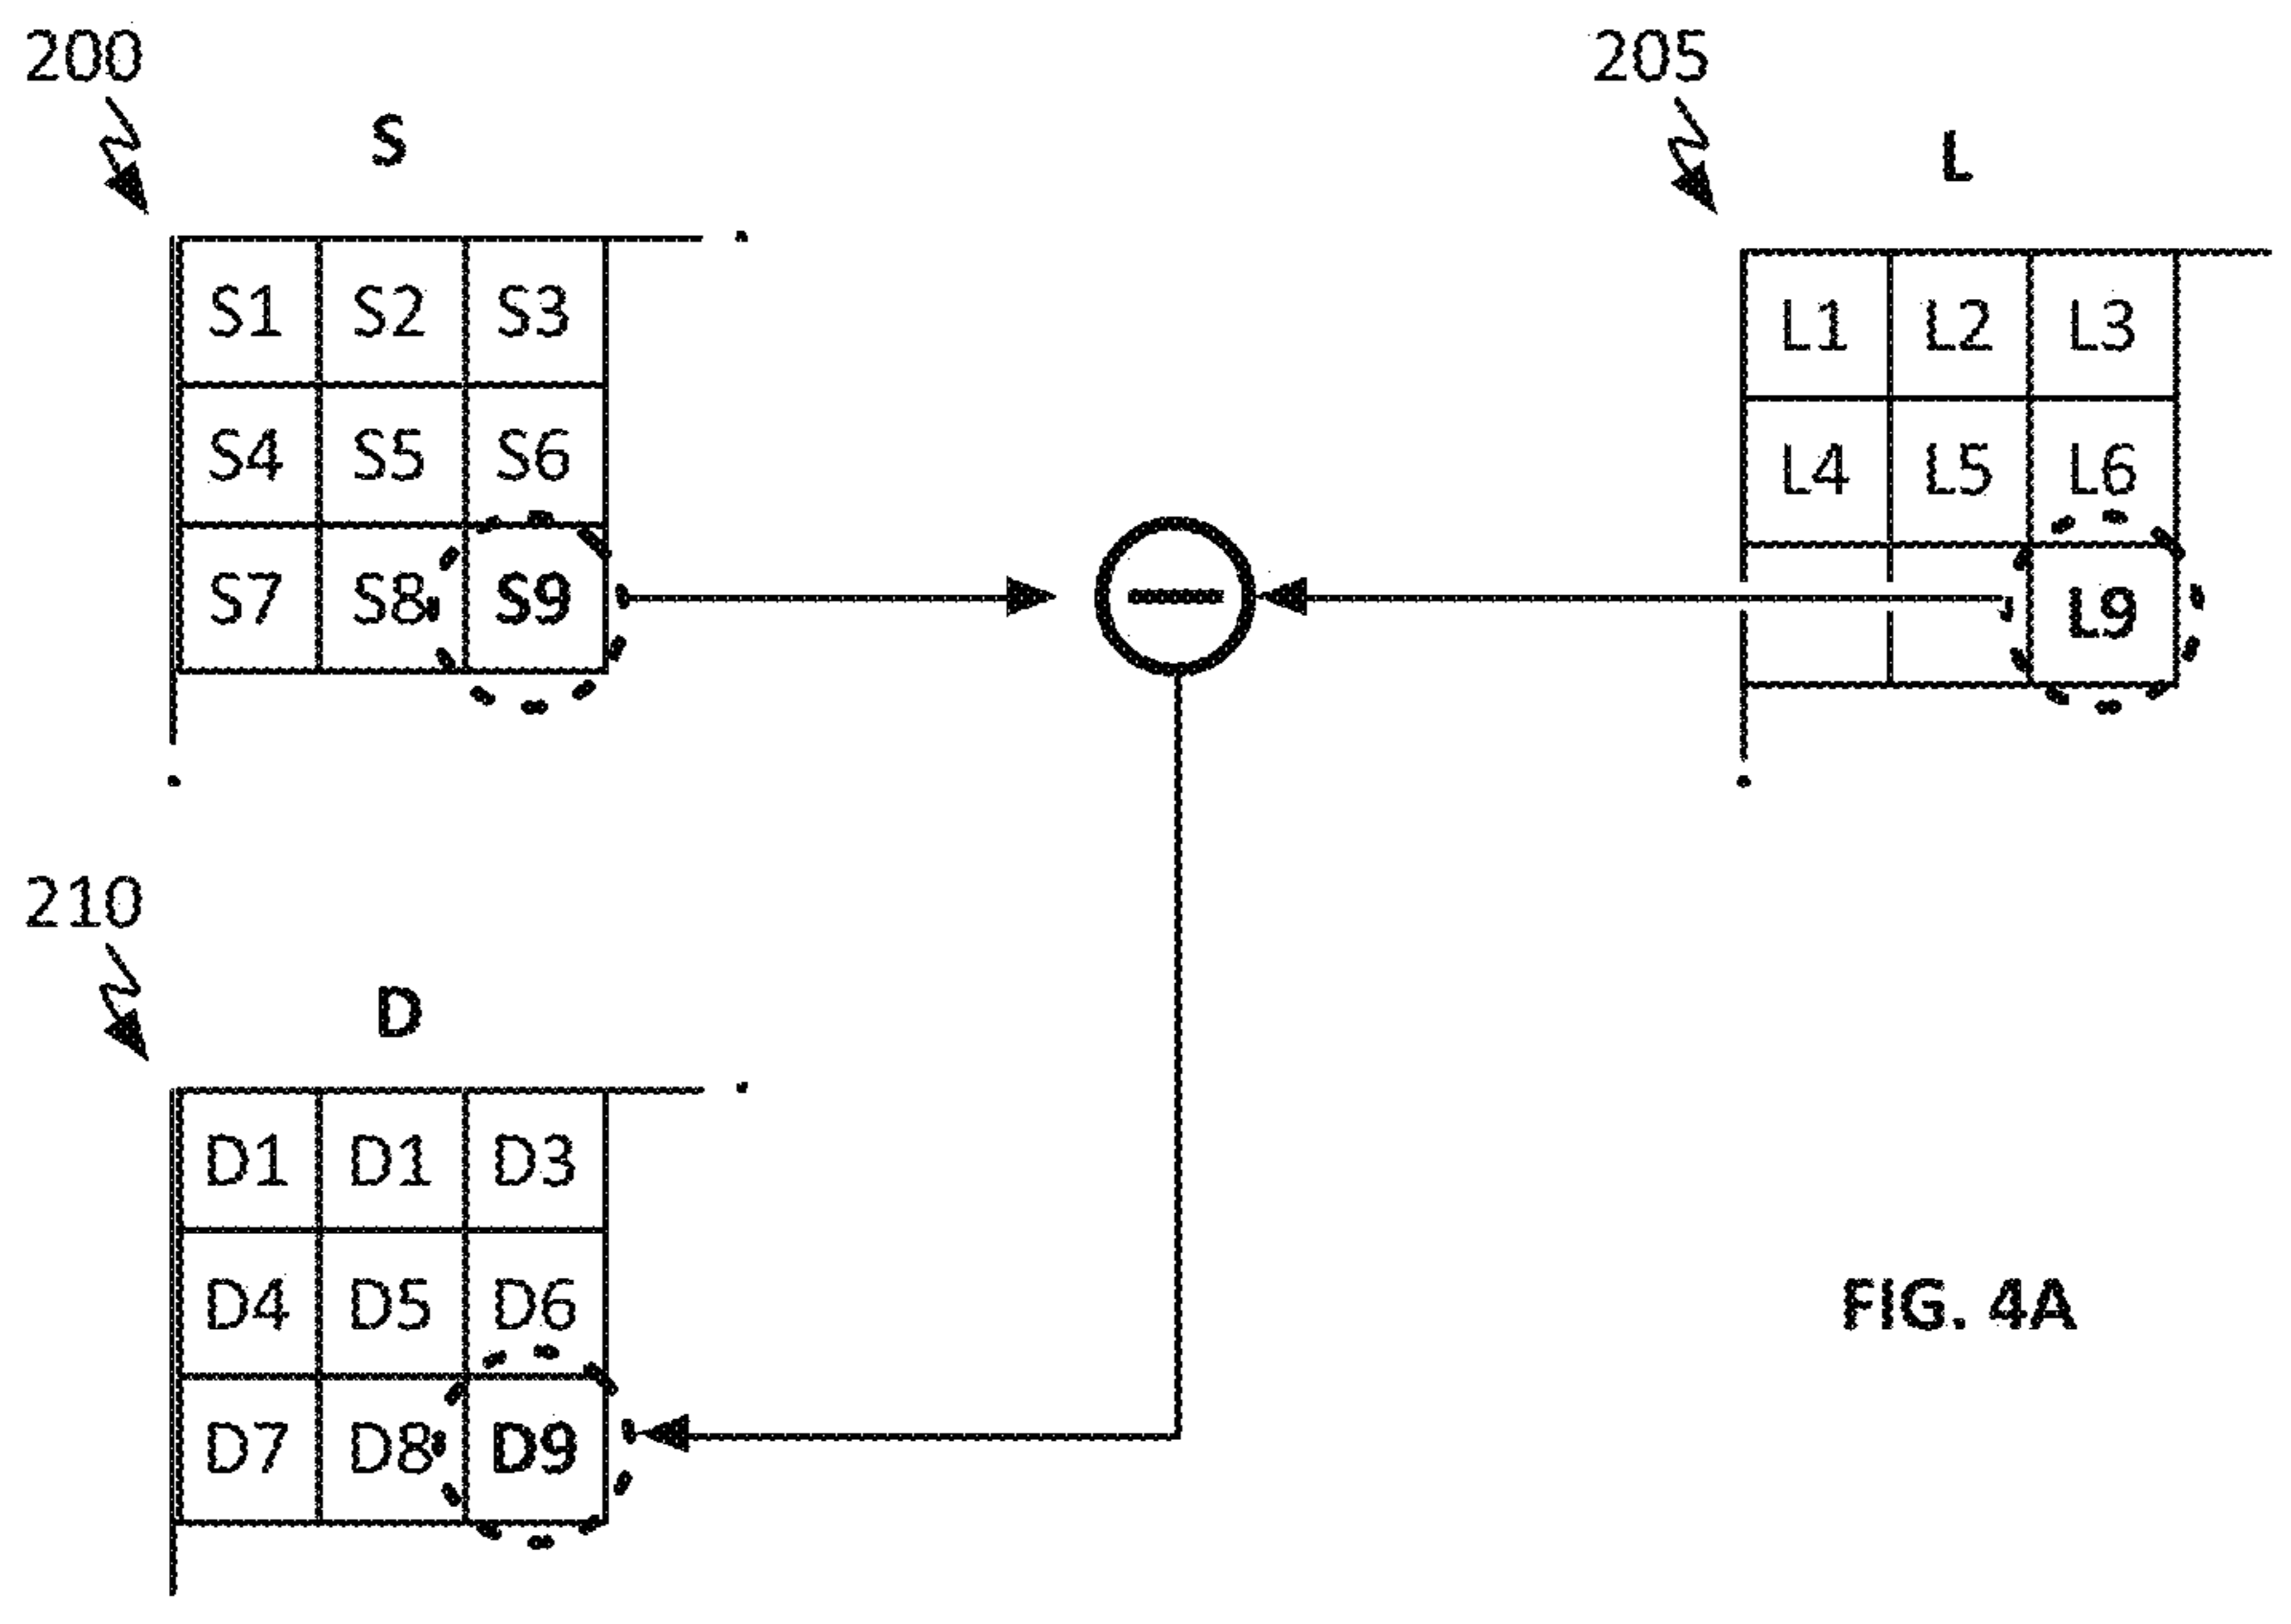 200
205
S
L
S1 S2 S3
L1 L2 L3
S4 S5 S6
L4 L5 L6
S7 S8 S9
L9
210
D
D1 D1 D3
D4 D5 D6
D7 D8 D9
FIG. 4A